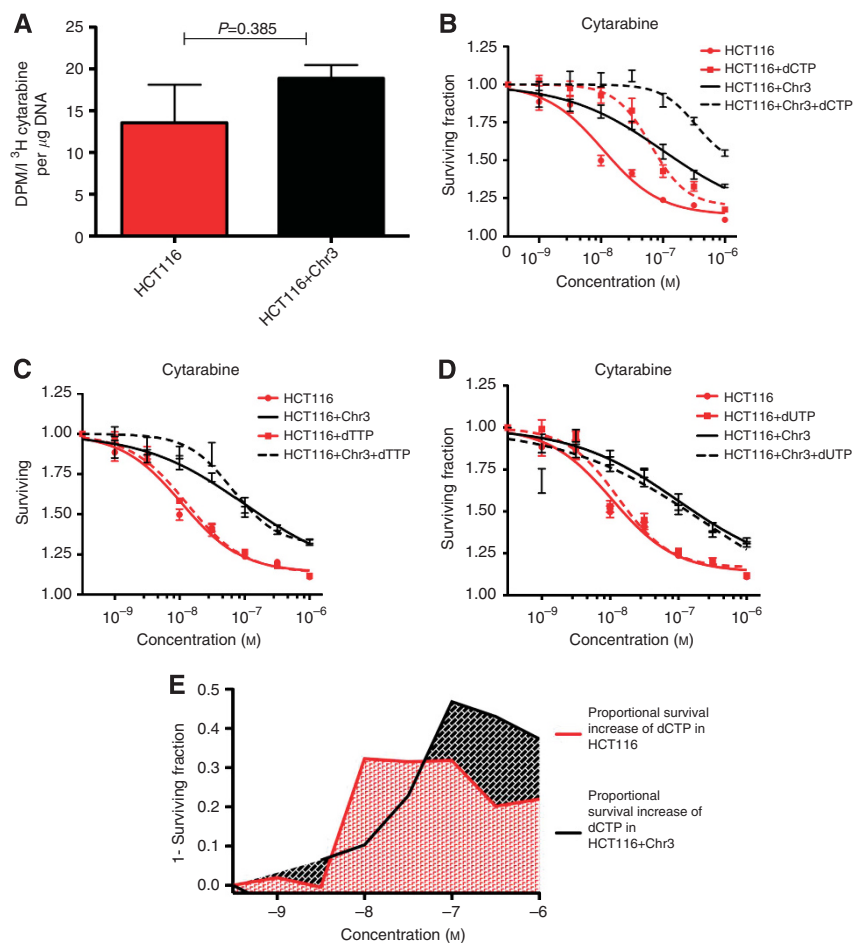 A
P=0.385
DPM/l ³H cytarabine
per μg DNA
25
20
15
10
5
0
HCT116
HCT116+Chr3
B
Cytarabine
Surviving fraction
1.25
1.00
1.75
1.50
1.25
1.00
0
10⁻⁹
10⁻⁸
10⁻⁷
10⁻⁶
Concentration (M)
HCT116
HCT116+dCTP
HCT116+Chr3
HCT116+Chr3+dCTP
C
Cytarabine
Surviving
1.25
1.00
1.75
1.50
1.25
1.00
10⁻⁹
10⁻⁸
10⁻⁷
10⁻⁶
Concentration (M)
HCT116
HCT116+Chr3
HCT116+dTTP
HCT116+Chr3+dTTP
D
Cytarabine
Surviving fraction
1.25
1.00
1.75
1.50
1.25
1.00
10⁻⁹
10⁻⁸
10⁻⁷
10⁻⁶
Concentration (M)
HCT116
HCT116+dUTP
HCT116+Chr3
HCT116+Chr3+dUTP
E
1- Surviving fraction
0.5
0.4
0.3
0.2
0.1
0.0
–9
–8
–7
–6
Concentration (M)
Proportional survival
increase of dCTP in
HCT116
Proportional
survival increase of
dCTP in
HCT116+Chr3